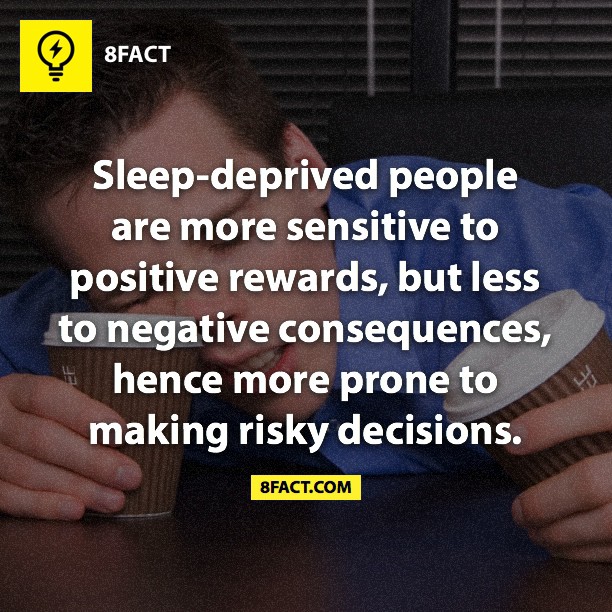 8FACT
Sleep-deprived people
are more sensitive to
positive rewards, but less
to negative consequences,
hence more prone to
making risky decisions.
8FACT.COM